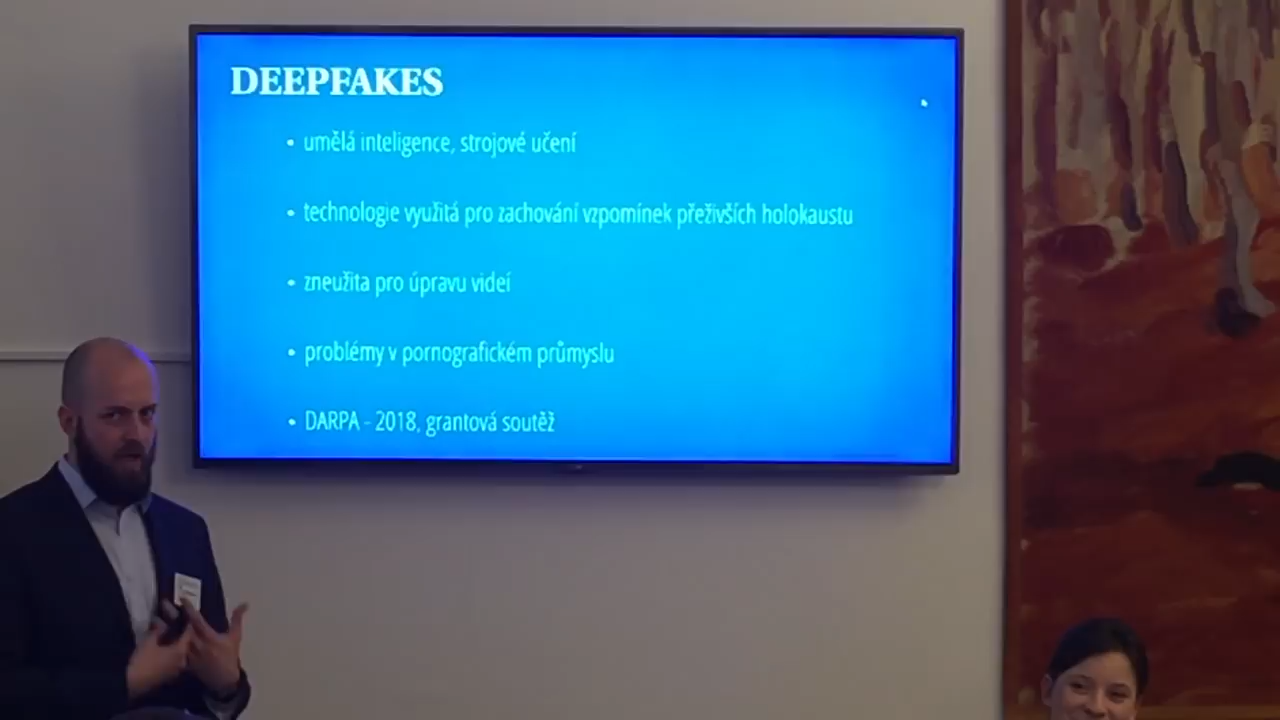 DEEPFAKES
• umělá inteligence, strojové učení
• technologie využitá pro zachování vzpomínek přeživších holokaustu
• zneužita pro úpravu videí
• problémy v pornografickém průmyslu
• DARPA - 2018, grantová soutěž